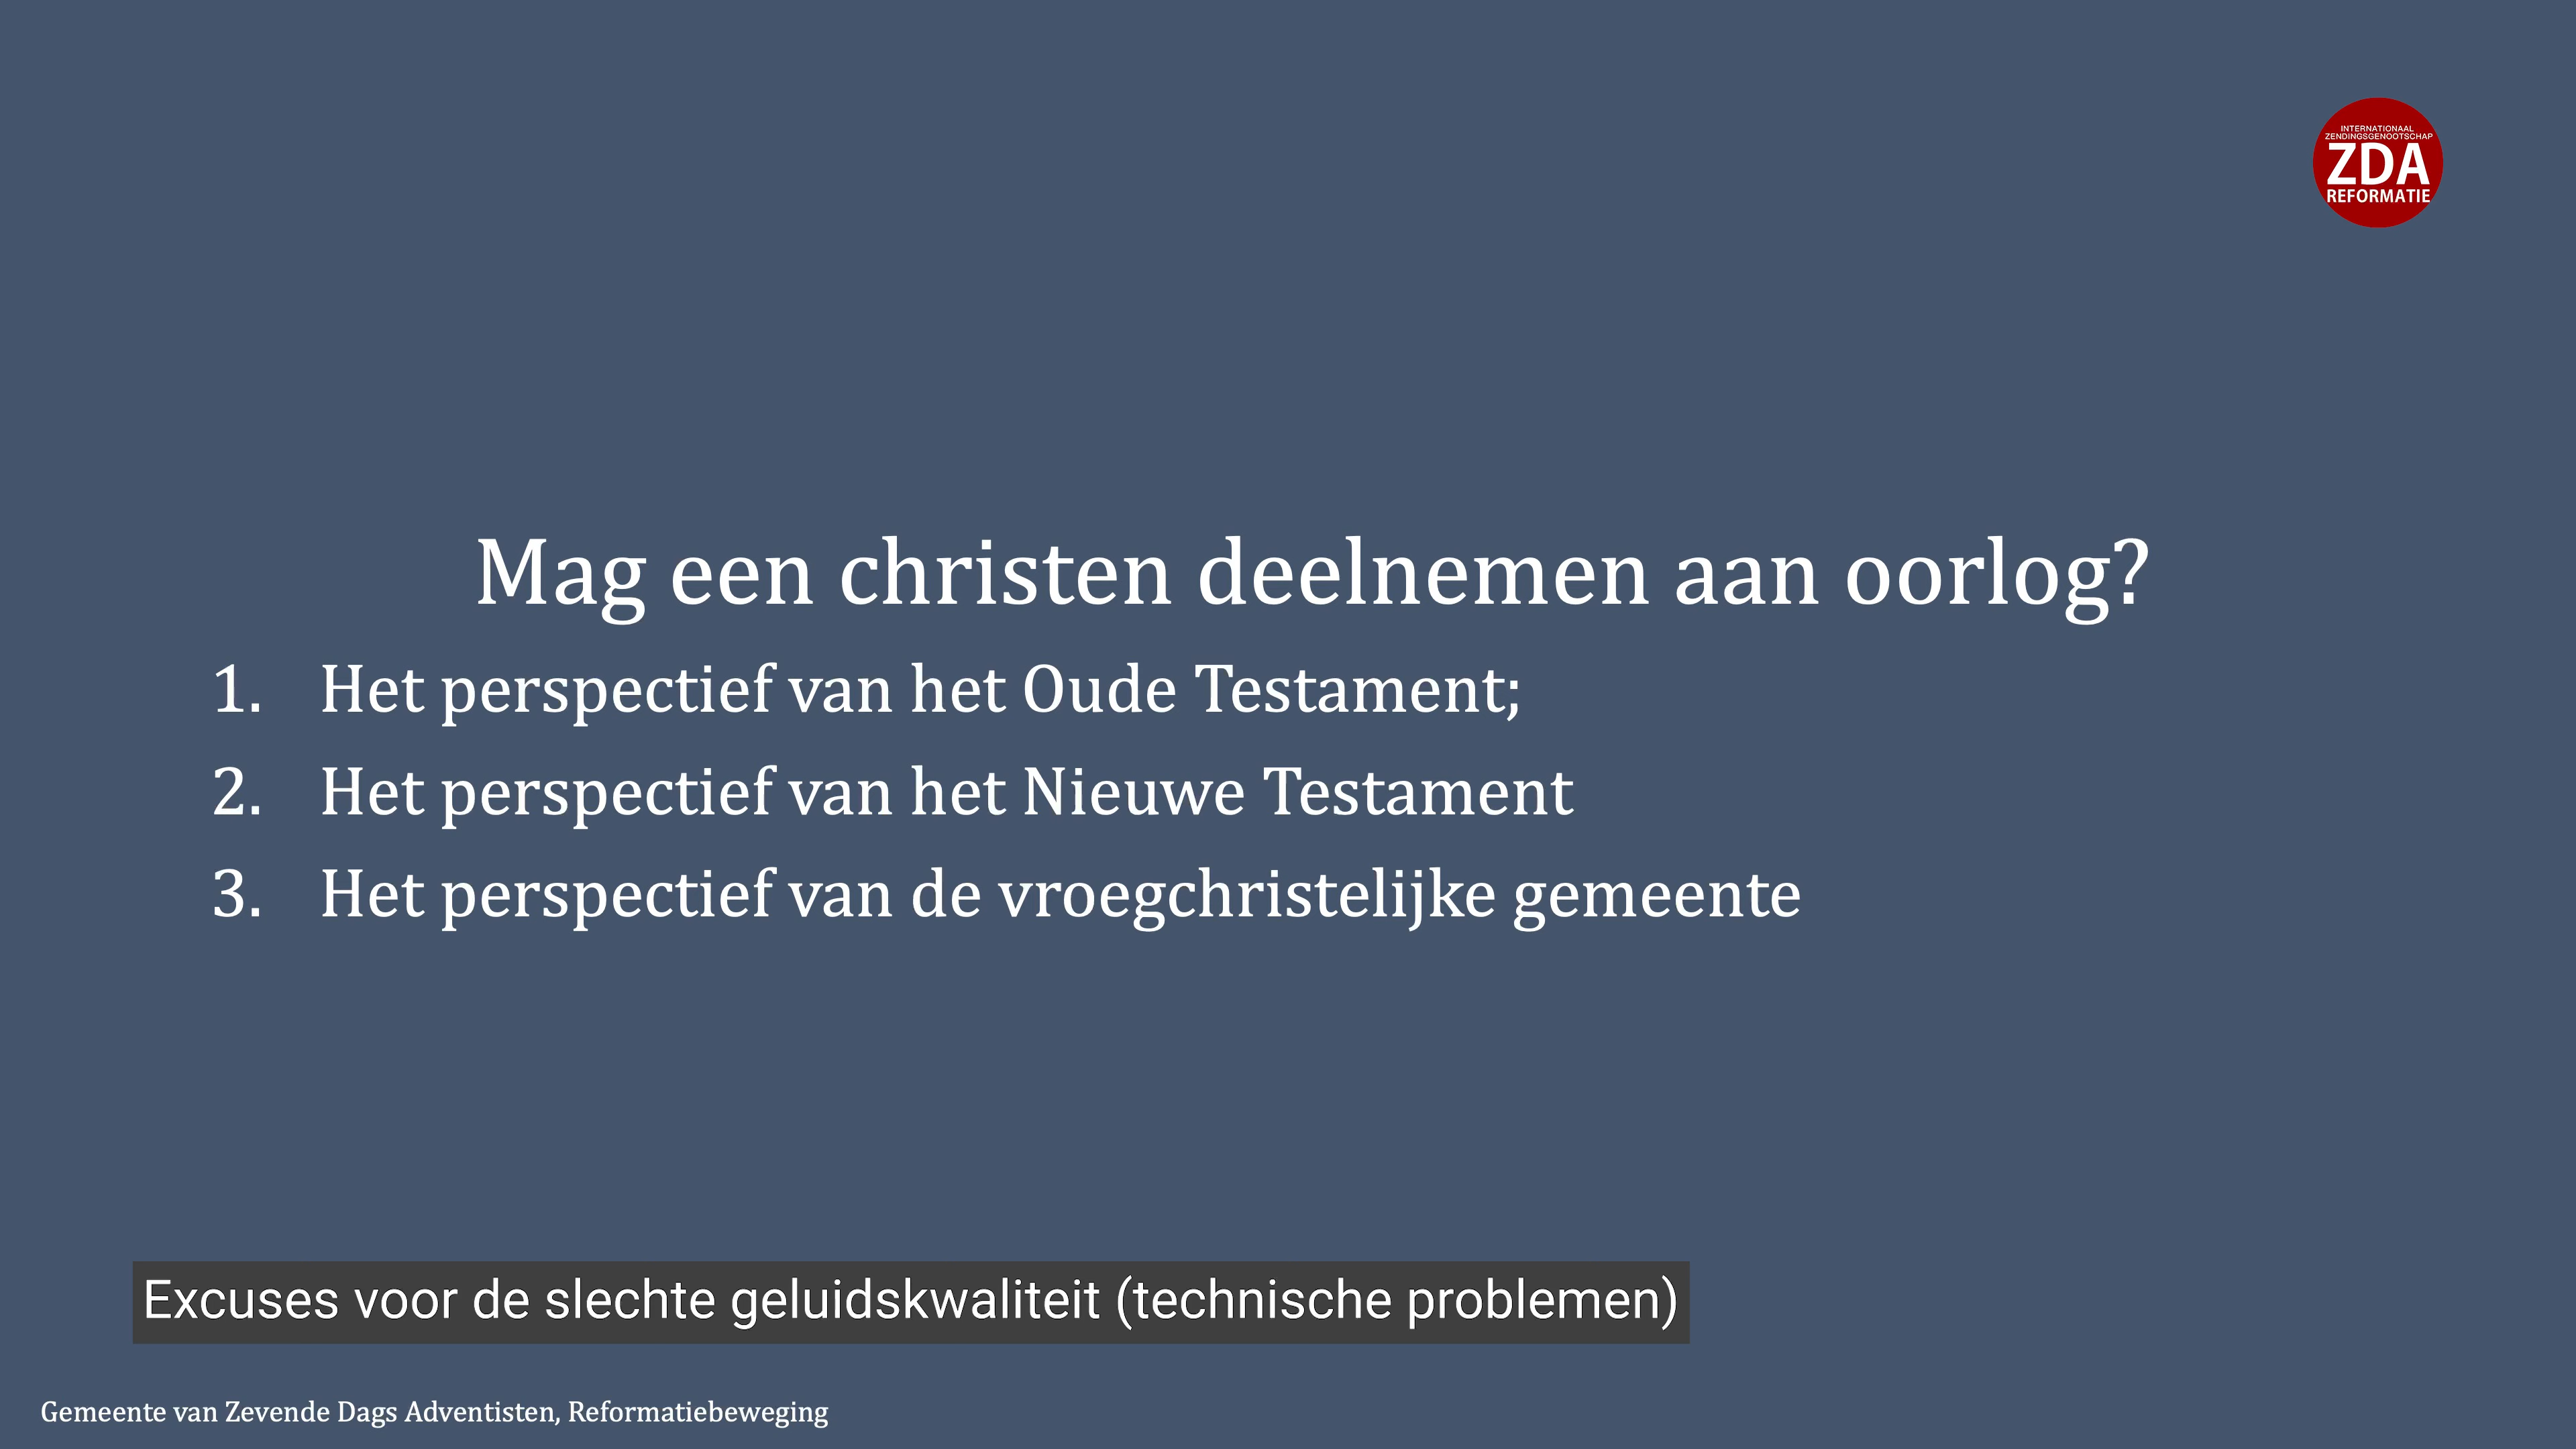 INTERNATIONAAL
ZENDINGSGENOOTSCHAP
ZDA
REFORMATIE
Mag een christen deelnemen aan oorlog?
1. Het perspectief van het Oude Testament;
2. Het perspectief van het Nieuwe Testament
3. Het perspectief van de vroegchristelijke gemeente
Excuses voor de slechte geluidskwaliteit (technische problemen)
Gemeente van Zevende Dags Adventisten, Reformatiebeweging